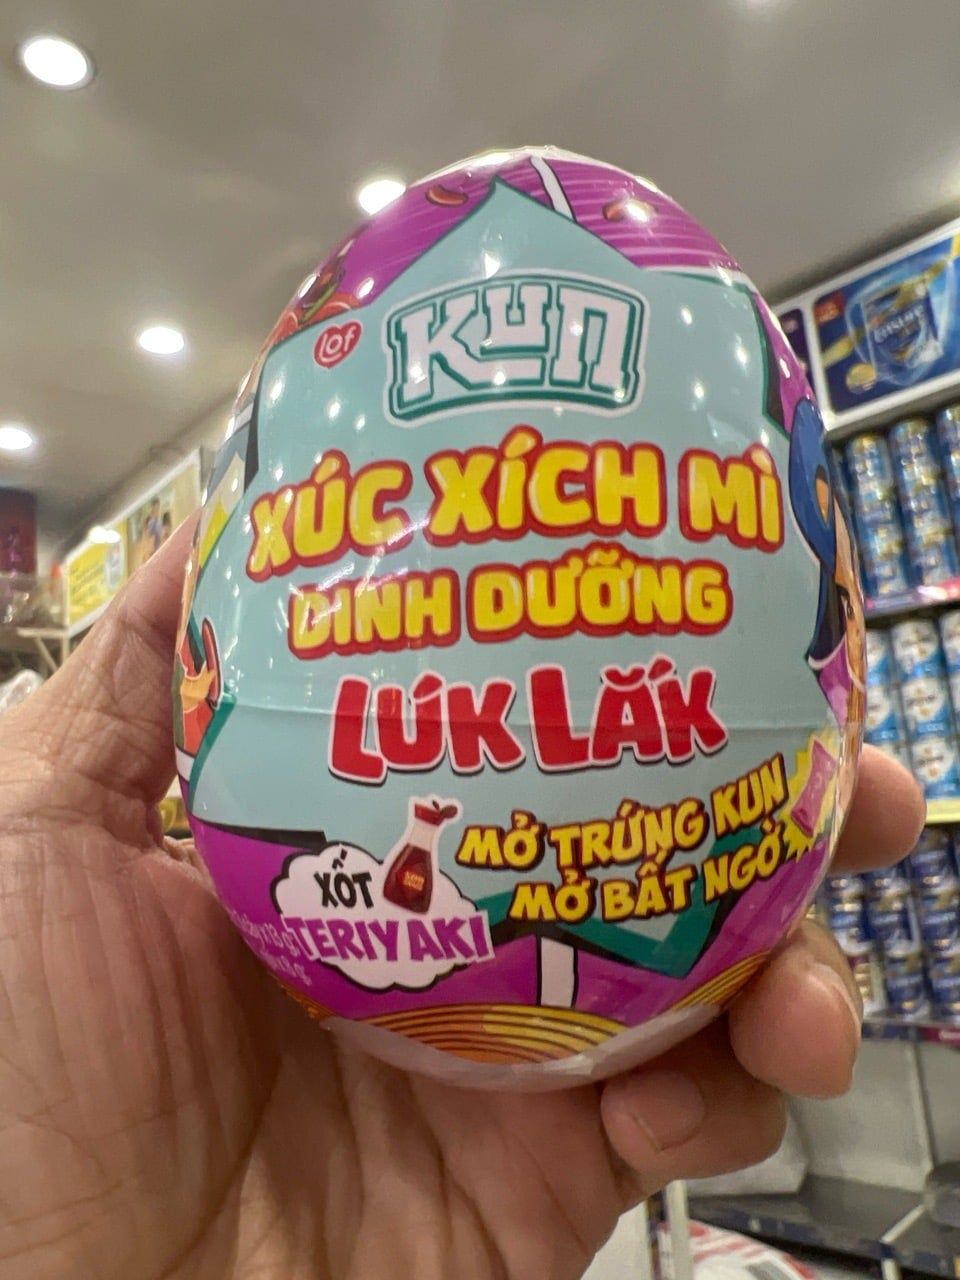 Lof
KUN
XÚC XÍCH MÌ
DINH DƯỠNG
LÚK LẮK
MỞ TRỨNG KUN
MỞ BẤT NGỜ
XỐT
TERIYAKI